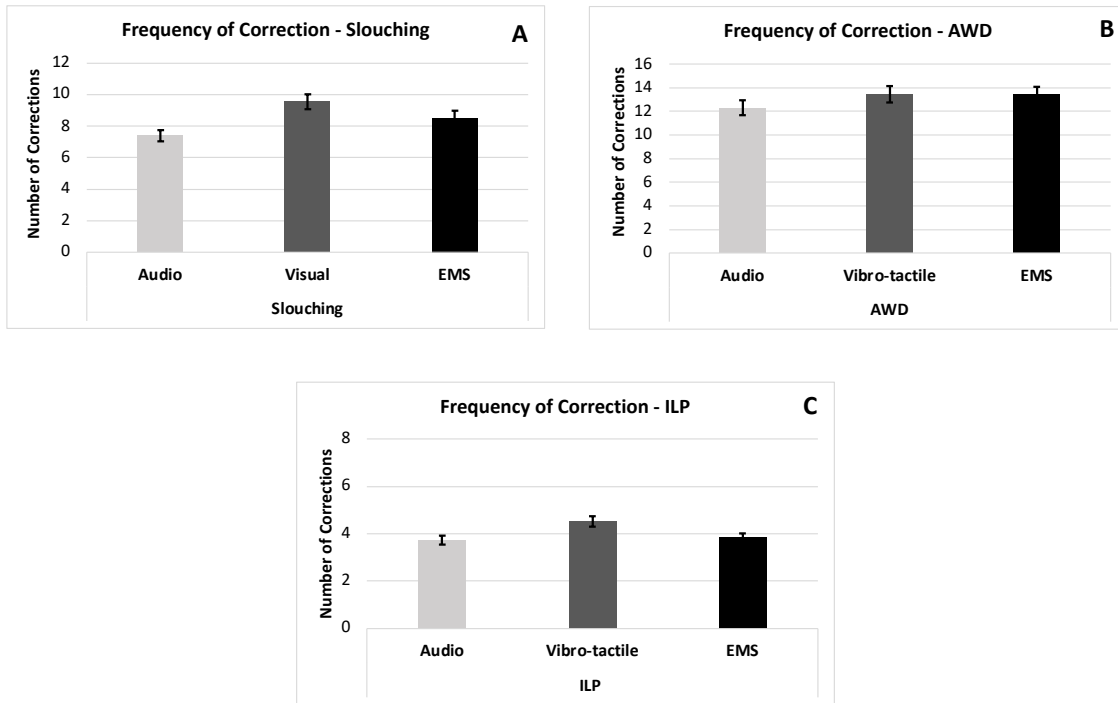 Frequency of Correction - Slouching
A
Number of Corrections
12
10
8
6
4
2
0
Audio Visual EMS
Slouching
Frequency of Correction - AWD
B
Number of Corrections
16
14
12
10
8
6
4
2
0
Audio Vibro-tactile EMS
AWD
Frequency of Correction - ILP
C
Number of Corrections
8
6
4
2
0
Audio Vibro-tactile EMS
ILP